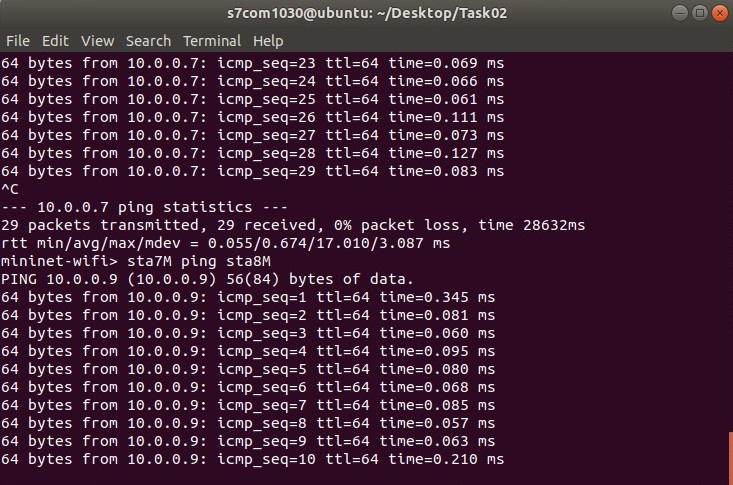 s7com1030@ubuntu: ~/Desktop/Task02
File Edit View Search Terminal Help
64 bytes from 10.0.0.7: icmp_seq=23 ttl=64 time=0.069 ms
64 bytes from 10.0.0.7: icmp_seq=24 ttl=64 time=0.066 ms
64 bytes from 10.0.0.7: icmp_seq=25 ttl=64 time=0.061 ms
64 bytes from 10.0.0.7: icmp_seq=26 ttl=64 time=0.111 ms
64 bytes from 10.0.0.7: icmp_seq=27 ttl=64 time=0.073 ms
64 bytes from 10.0.0.7: icmp_seq=28 ttl=64 time=0.127 ms
64 bytes from 10.0.0.7: icmp_seq=29 ttl=64 time=0.083 ms
^C
--- 10.0.0.7 ping statistics ---
29 packets transmitted, 29 received, 0% packet loss, time 28632ms
rtt min/avg/max/mdev = 0.055/0.674/17.010/3.087 ms
mininet-wifi> sta7M ping sta8M
PING 10.0.0.9 (10.0.0.9) 56(84) bytes of data.
64 bytes from 10.0.0.9: icmp_seq=1 ttl=64 time=0.345 ms
64 bytes from 10.0.0.9: icmp_seq=2 ttl=64 time=0.081 ms
64 bytes from 10.0.0.9: icmp_seq=3 ttl=64 time=0.060 ms
64 bytes from 10.0.0.9: icmp_seq=4 ttl=64 time=0.095 ms
64 bytes from 10.0.0.9: icmp_seq=5 ttl=64 time=0.080 ms
64 bytes from 10.0.0.9: icmp_seq=6 ttl=64 time=0.068 ms
64 bytes from 10.0.0.9: icmp_seq=7 ttl=64 time=0.085 ms
64 bytes from 10.0.0.9: icmp_seq=8 ttl=64 time=0.057 ms
64 bytes from 10.0.0.9: icmp_seq=9 ttl=64 time=0.063 ms
64 bytes from 10.0.0.9: icmp_seq=10 ttl=64 time=0.210 ms